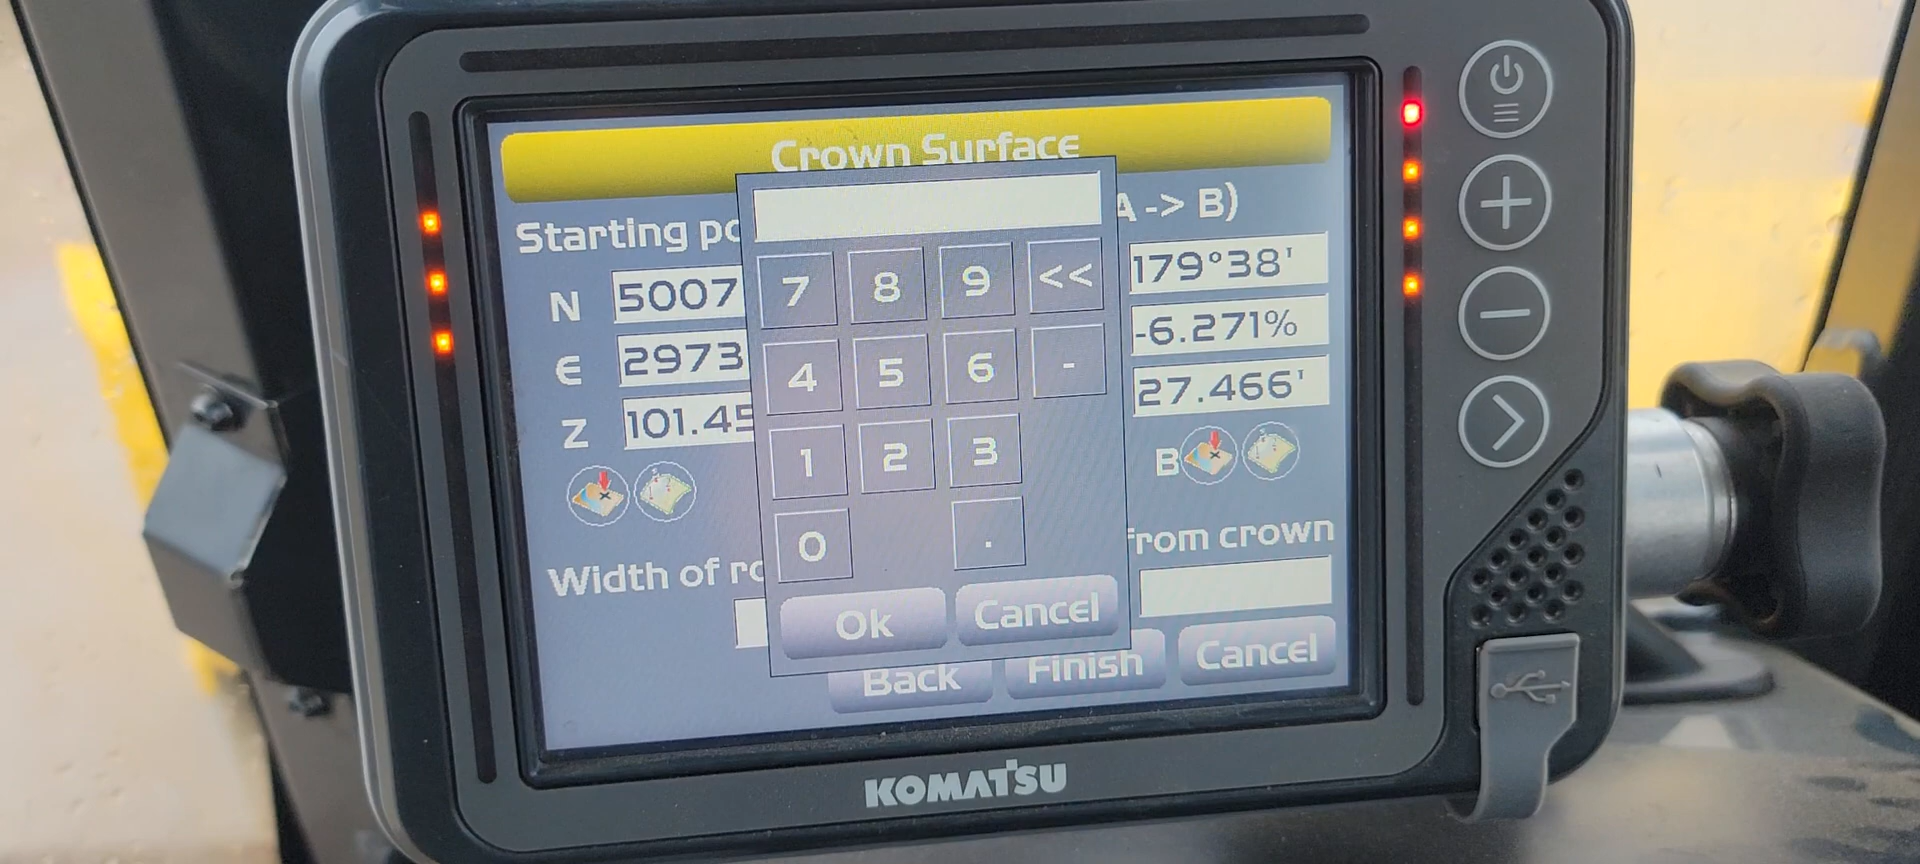 Crown Surface
Starting po
A -> B)
N 5007
179°38'
E 2973
-6.271%
Z 101.45
27.466'
7 8 9 <<
4 5 6 -
1 2 3
0 .
B
Width of ro
from crown
Ok Cancel
Back Finish Cancel
KOMATSU